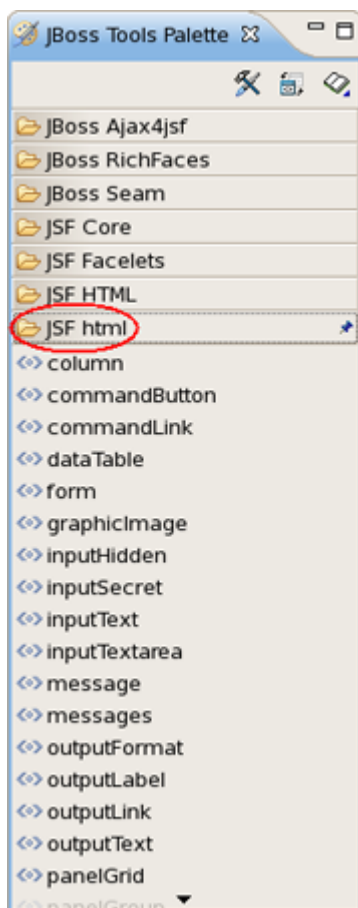 JBoss Tools Palette
JBoss Ajax4jsf
JBoss RichFaces
JBoss Seam
JSF Core
JSF Facelets
JSF HTML
JSF html
column
commandButton
commandLink
dataTable
form
graphicImage
inputHidden
inputSecret
inputText
inputTextarea
message
messages
outputFormat
outputLabel
outputLink
outputText
panelGrid
panelGroup